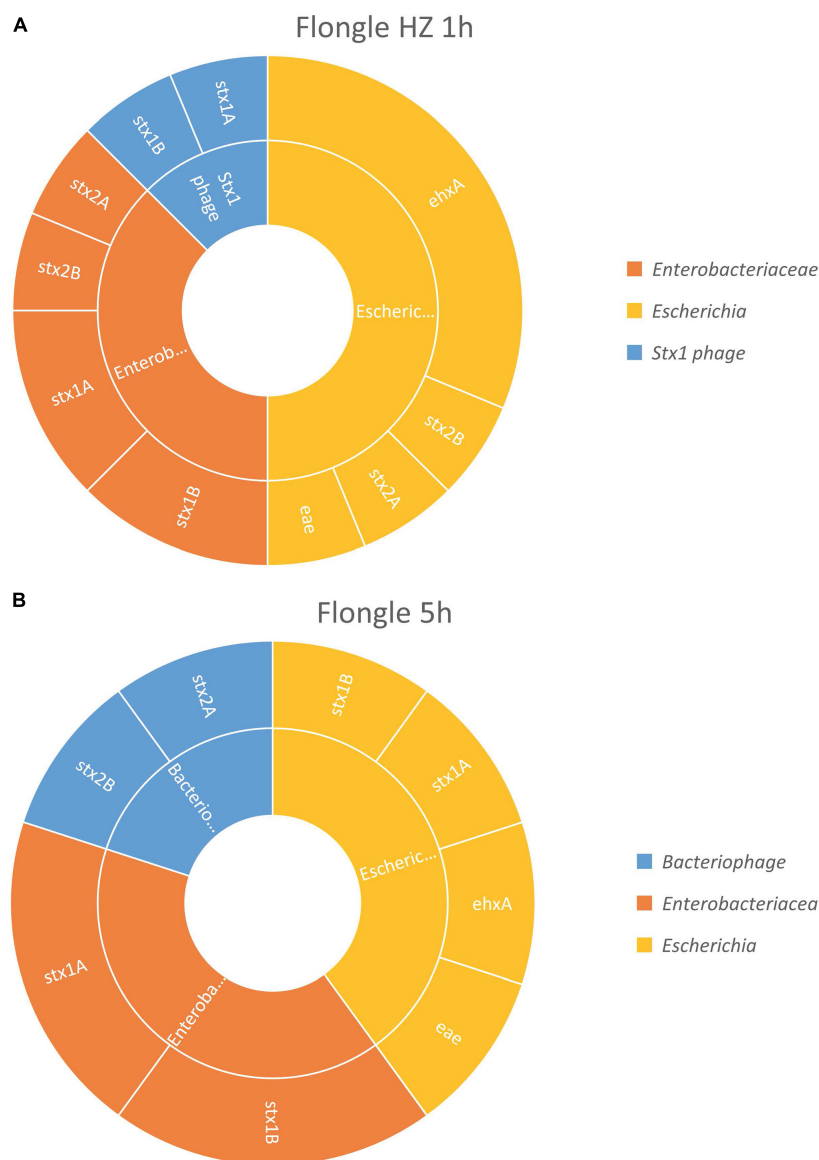 A
Flongle HZ 1h
stx1A
stx1B
Stx1
phage
ehxA
stx2A
stx2B
Escheric...
Enterob...
stx1A
stx2B
stx2A
stx1B
eae
Enterobacteriaceae
Escherichia
Stx1 phage
B
Flongle 5h
stx2A
stx1B
stx2B
stx1A
Bacterio...
Escheric...
ehxA
stx1A
Enteroba...
eae
stx1B
Bacteriophage
Enterobacteriacea
Escherichia